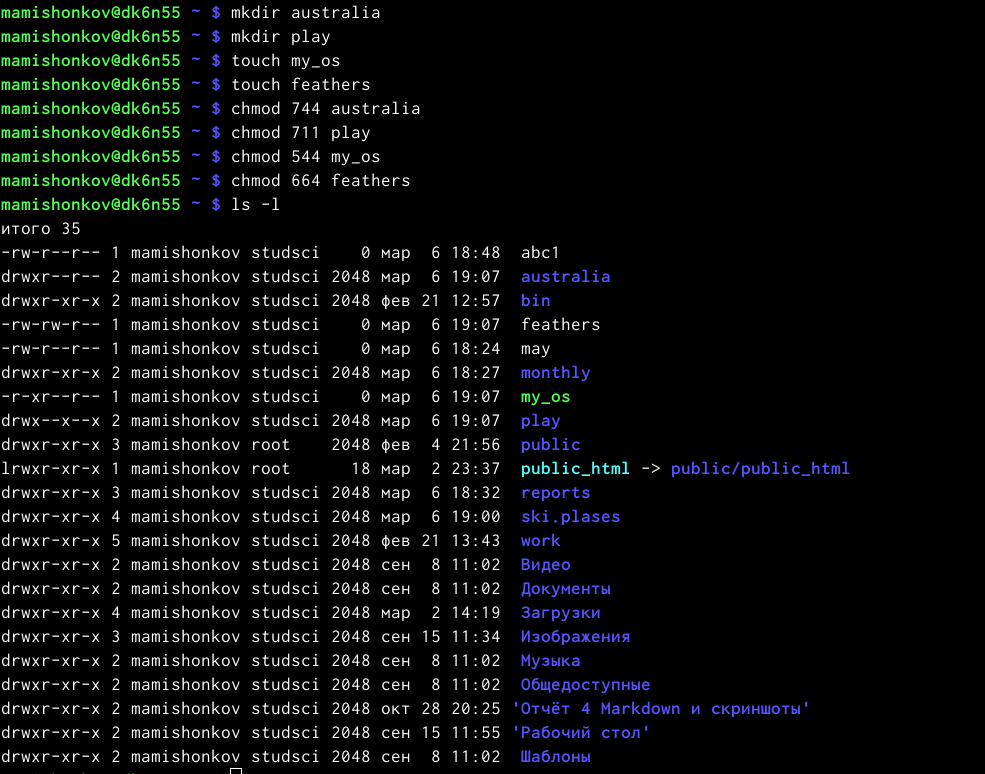 mamishonkov@dk6n55 ~ $ mkdir australia
mamishonkov@dk6n55 ~ $ mkdir play
mamishonkov@dk6n55 ~ $ touch my_os
mamishonkov@dk6n55 ~ $ touch feathers
mamishonkov@dk6n55 ~ $ chmod 744 australia
mamishonkov@dk6n55 ~ $ chmod 711 play
mamishonkov@dk6n55 ~ $ chmod 544 my_os
mamishonkov@dk6n55 ~ $ chmod 664 feathers
mamishonkov@dk6n55 ~ $ ls -l
итого 35
-rw-r--r-- 1 mamishonkov studsci    0 мар  6 18:48  abc1
drwxr--r-- 2 mamishonkov studsci 2048 мар  6 19:07  australia
drwxr-xr-x 2 mamishonkov studsci 2048 фев 21 12:57  bin
-rw-rw-r-- 1 mamishonkov studsci    0 мар  6 19:07  feathers
-rw-r--r-- 1 mamishonkov studsci    0 мар  6 18:24  may
drwxr-xr-x 2 mamishonkov studsci 2048 мар  6 18:27  monthly
-r-xr--r-- 1 mamishonkov studsci    0 мар  6 19:07  my_os
drwx--x--x 2 mamishonkov studsci 2048 мар  6 19:07  play
drwxr-xr-x 3 mamishonkov root    2048 фев  4 21:56  public
lrwxr-xr-x 1 mamishonkov root      18 мар  2 23:37  public_html -> public/public_html
drwxr-xr-x 3 mamishonkov studsci 2048 мар  6 18:32  reports
drwxr-xr-x 4 mamishonkov studsci 2048 мар  6 19:00  ski.plases
drwxr-xr-x 5 mamishonkov studsci 2048 фев 21 13:43  work
drwxr-xr-x 2 mamishonkov studsci 2048 сен  8 11:02  Видео
drwxr-xr-x 2 mamishonkov studsci 2048 сен  8 11:02  Документы
drwxr-xr-x 4 mamishonkov studsci 2048 мар  2 14:19  Загрузки
drwxr-xr-x 3 mamishonkov studsci 2048 сен 15 11:34  Изображения
drwxr-xr-x 2 mamishonkov studsci 2048 сен  8 11:02  Музыка
drwxr-xr-x 2 mamishonkov studsci 2048 сен  8 11:02  Общедоступные
drwxr-xr-x 2 mamishonkov studsci 2048 окт 28 20:25 'Отчёт 4 Markdown и скриншоты'
drwxr-xr-x 2 mamishonkov studsci 2048 сен 15 11:55 'Рабочий стол'
drwxr-xr-x 2 mamishonkov studsci 2048 сен  8 11:02  Шаблоны